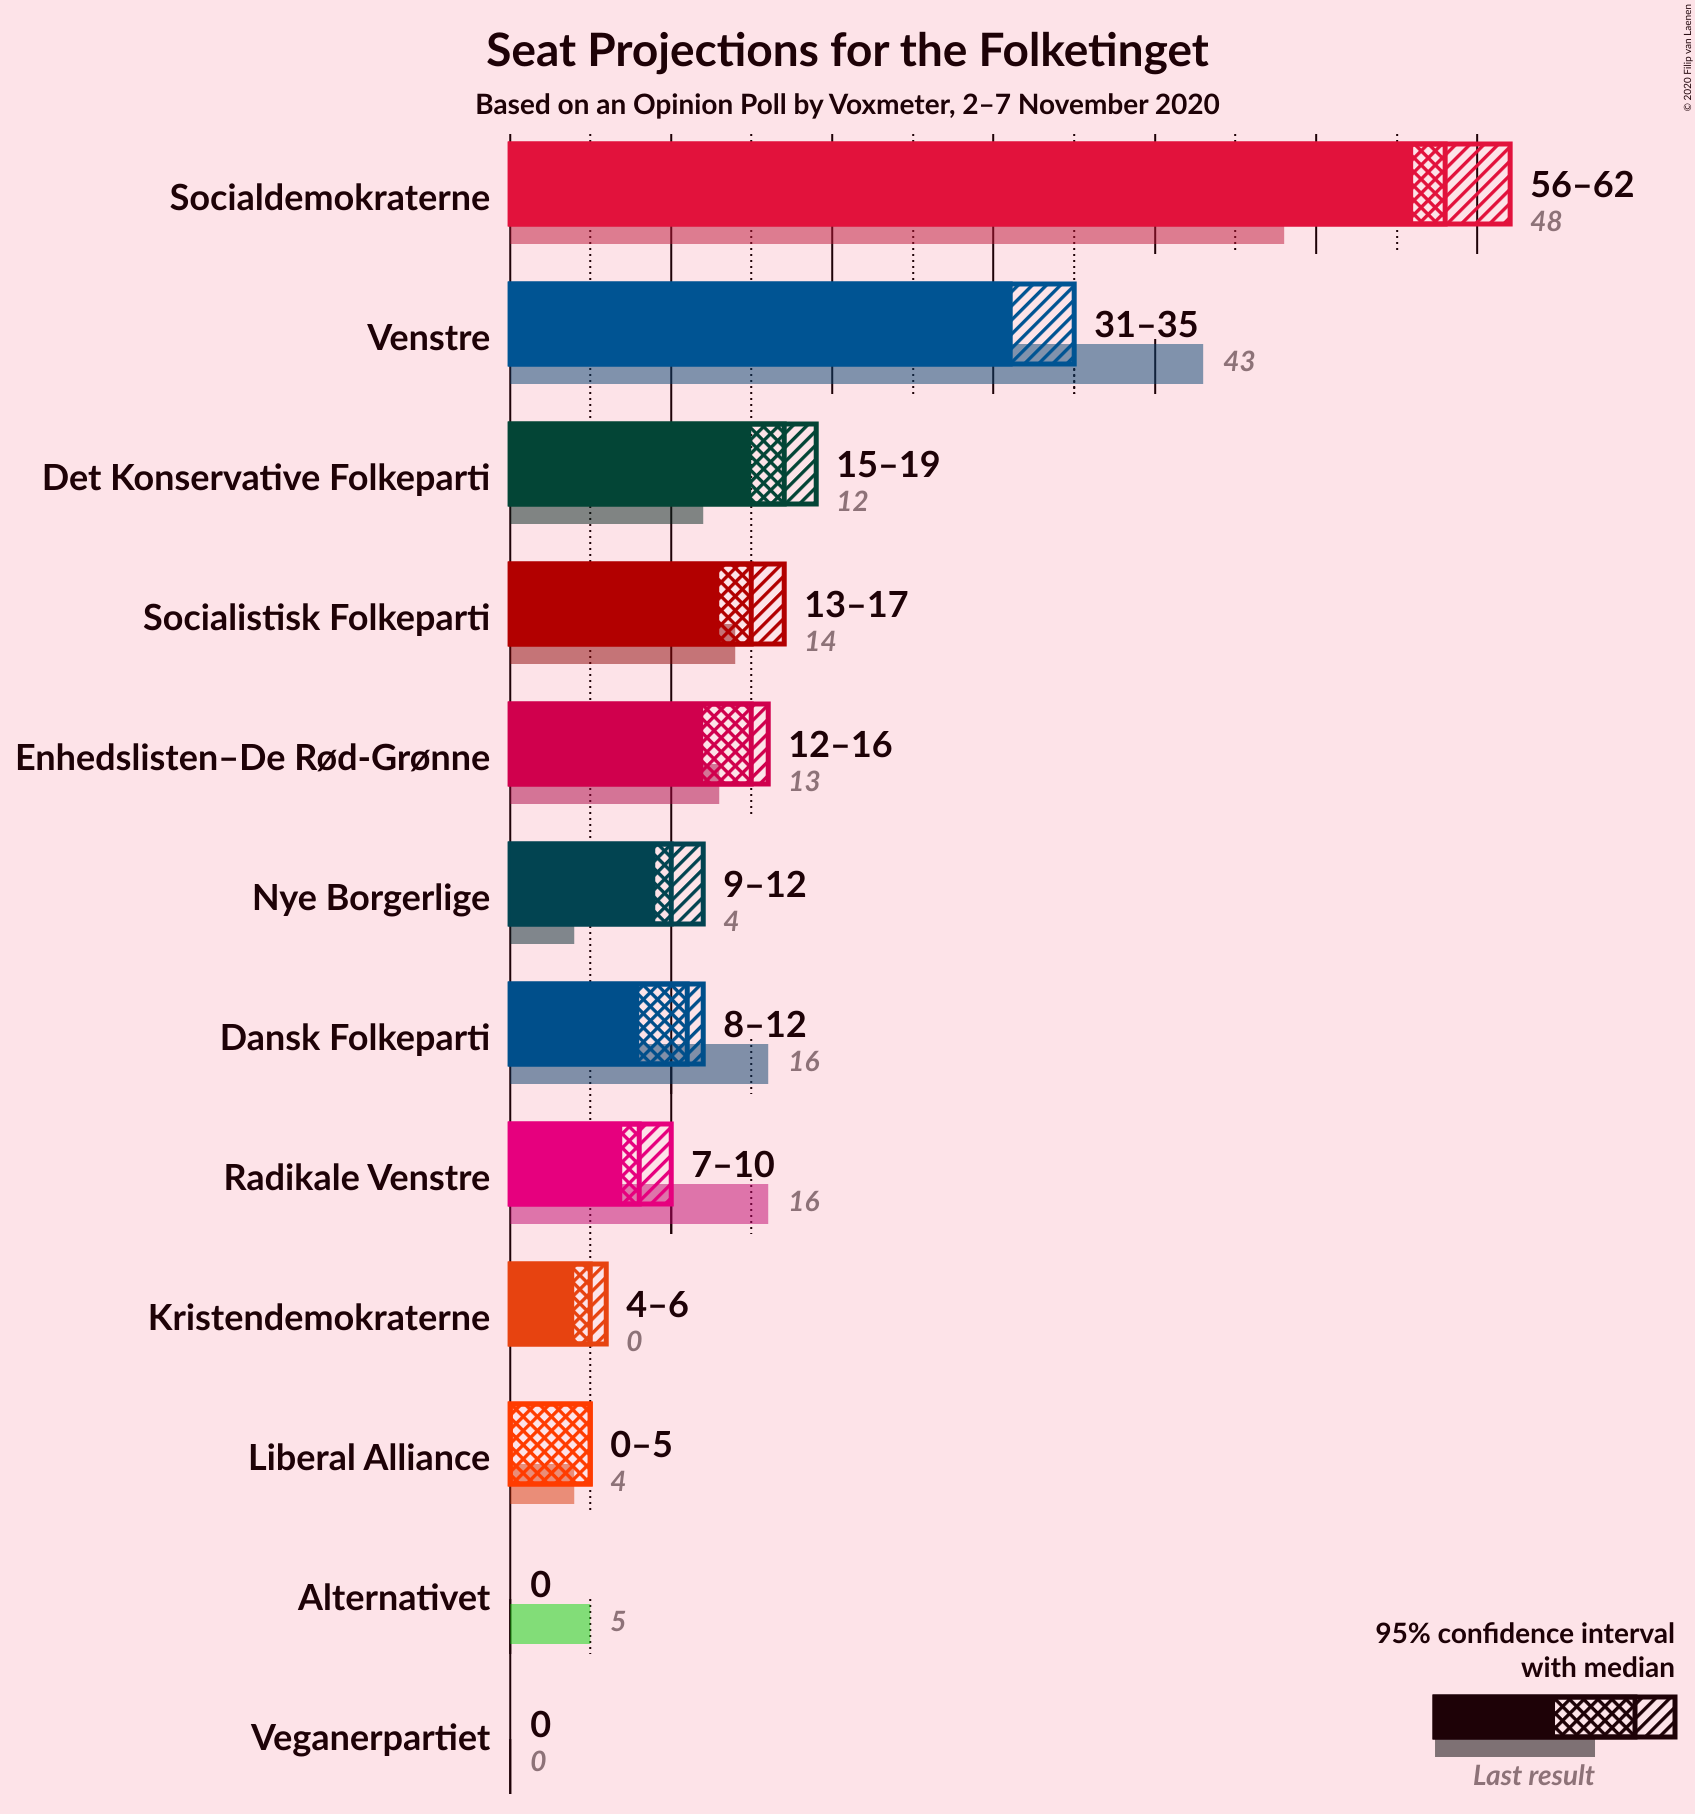 Seat Projections for the Folketinget
Based on an Opinion Poll by Voxmeter, 2–7 November 2020
© 2020 Filip van Laenen
Socialdemokraterne
56–62
48
Venstre
31–35
43
Det Konservative Folkeparti
15–19
12
Socialistisk Folkeparti
13–17
14
Enhedslisten–De Rød-Grønne
12–16
13
Nye Borgerlige
9–12
4
Dansk Folkeparti
8–12
16
Radikale Venstre
7–10
16
Kristendemokraterne
4–6
0
Liberal Alliance
0–5
4
Alternativet
0
5
Veganerpartiet
0
0
95% confidence interval
with median
Last result